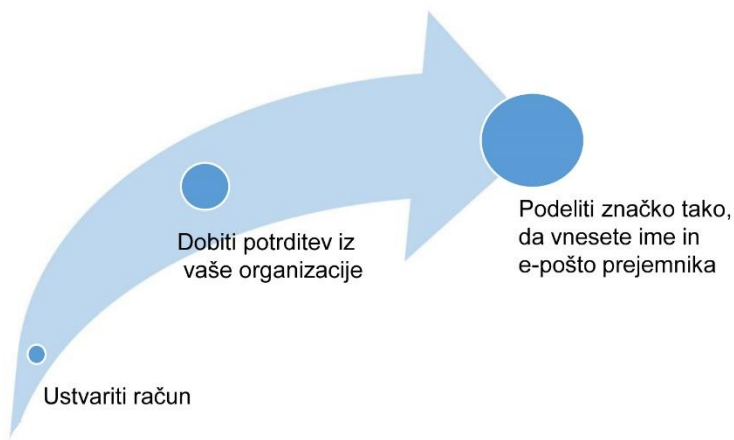 Ustvariti račun
Dobiti potrditev iz
vaše organizacije
Podeliti značko tako,
da vnesete ime in
e-pošto prejemnika